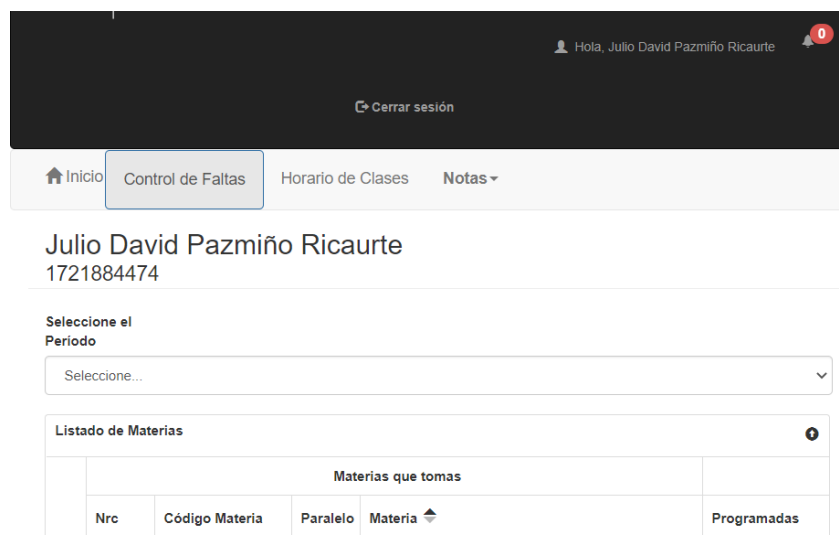 Hola, Julio David Pazmiño Ricaurte 0
Cerrar sesión
Inicio Control de Faltas Horario de Clases Notas
Julio David Pazmiño Ricaurte
1721884474
Seleccione el
Período
Seleccione...
Listado de Materias
Materias que tomas
Nrc Código Materia Paralelo Materia Programadas